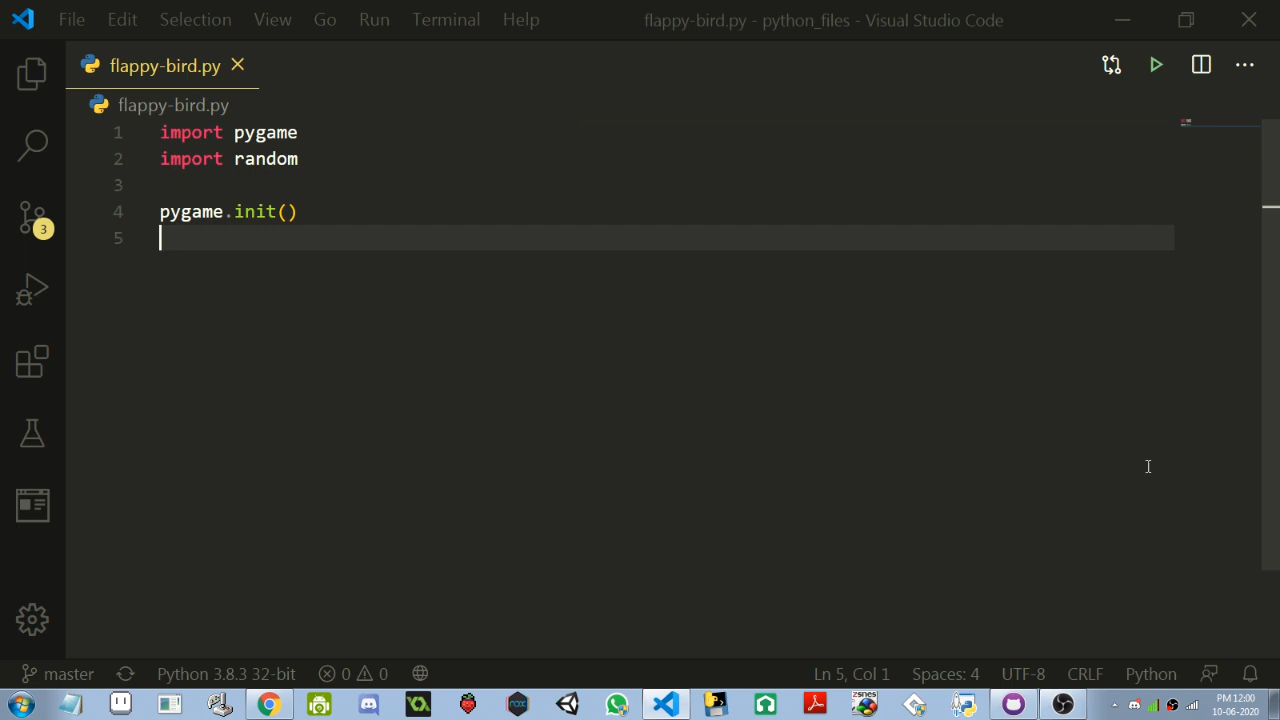 File Edit Selection View Go Run Terminal Help flappy-bird.py - python_files - Visual Studio Code
flappy-bird.py
flappy-bird.py
1 import pygame
2 import random
3
4 pygame.init()
5
3
master Python 3.8.3 32-bit 0 0 Ln 5, Col 1 Spaces: 4 UTF-8 CRLF Python
nox zsnes PM 12:00
10-06-2020